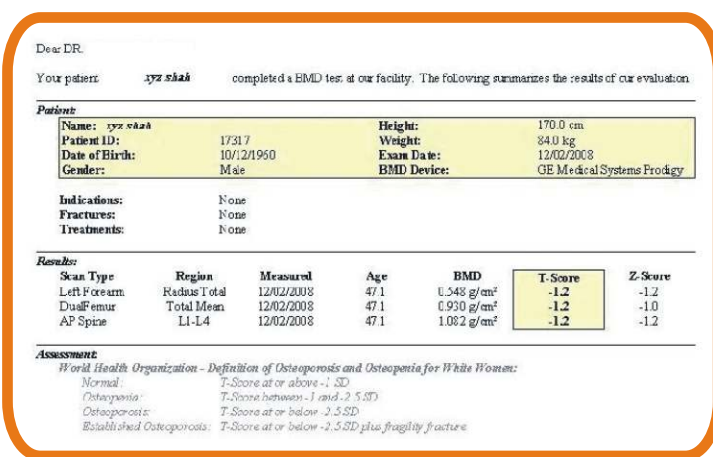 Dear DR.
Your patient xyz shah completed a BMD test at our facility. The following summarizes the results of our evaluation
Patient:
Name: xyz shah Height: 170.0 cm
Patient ID: 17317 Weight: 84.0 kg
Date of Birth: 10/12/1960 Exam Date: 12/02/2008
Gender: Male BMD Device: GE Medical Systems Prodigy
Indications: None
Fractures: None
Treatments: None
Results:
Scan Type Region Measured Age BMD T-Score Z-Score
Left Forearm Radius Total 12/02/2008 47.1 0.548 g/cm² -1.2 -1.2
DualFemur Total Mean 12/02/2008 47.1 0.930 g/cm² -1.2 -1.0
AP Spine L1-L4 12/02/2008 47.1 1.082 g/cm² -1.2 -1.2
Assessment:
World Health Organization - Definition of Osteoporosis and Osteopenia for White Women:
Normal: T-Score at or above -1 SD
Osteopenia: T-Score between -1 and -2.5 SD
Osteoporosis: T-Score at or below -2.5 SD
Established Osteoporosis: T-Score at or below -2.5 SD plus fragility fracture